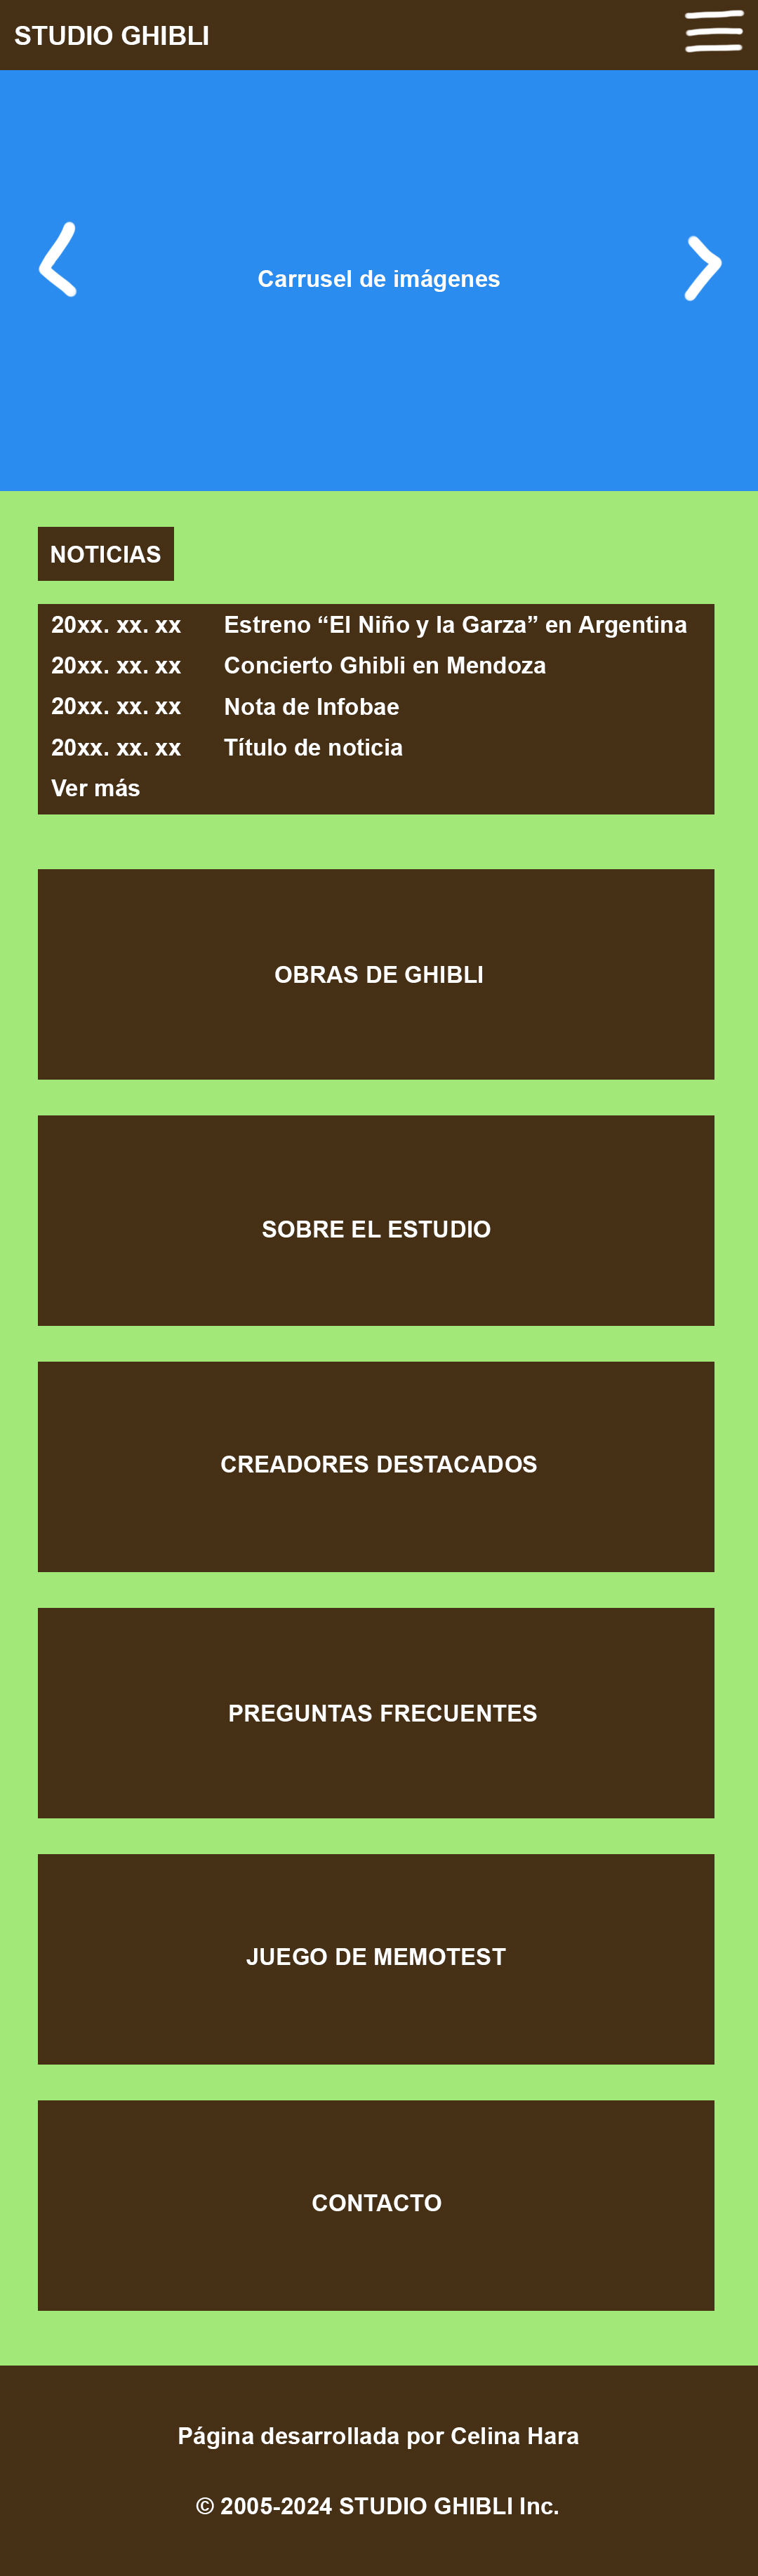 STUDIO GHIBLI
Carrusel de imágenes
NOTICIAS
20xx. xx. xx Estreno “El Niño y la Garza” en Argentina
20xx. xx. xx Concierto Ghibli en Mendoza
20xx. xx. xx Nota de Infobae
20xx. xx. xx Título de noticia
Ver más
OBRAS DE GHIBLI
SOBRE EL ESTUDIO
CREADORES DESTACADOS
PREGUNTAS FRECUENTES
JUEGO DE MEMOTEST
CONTACTO
Página desarrollada por Celina Hara
© 2005-2024 STUDIO GHIBLI Inc.